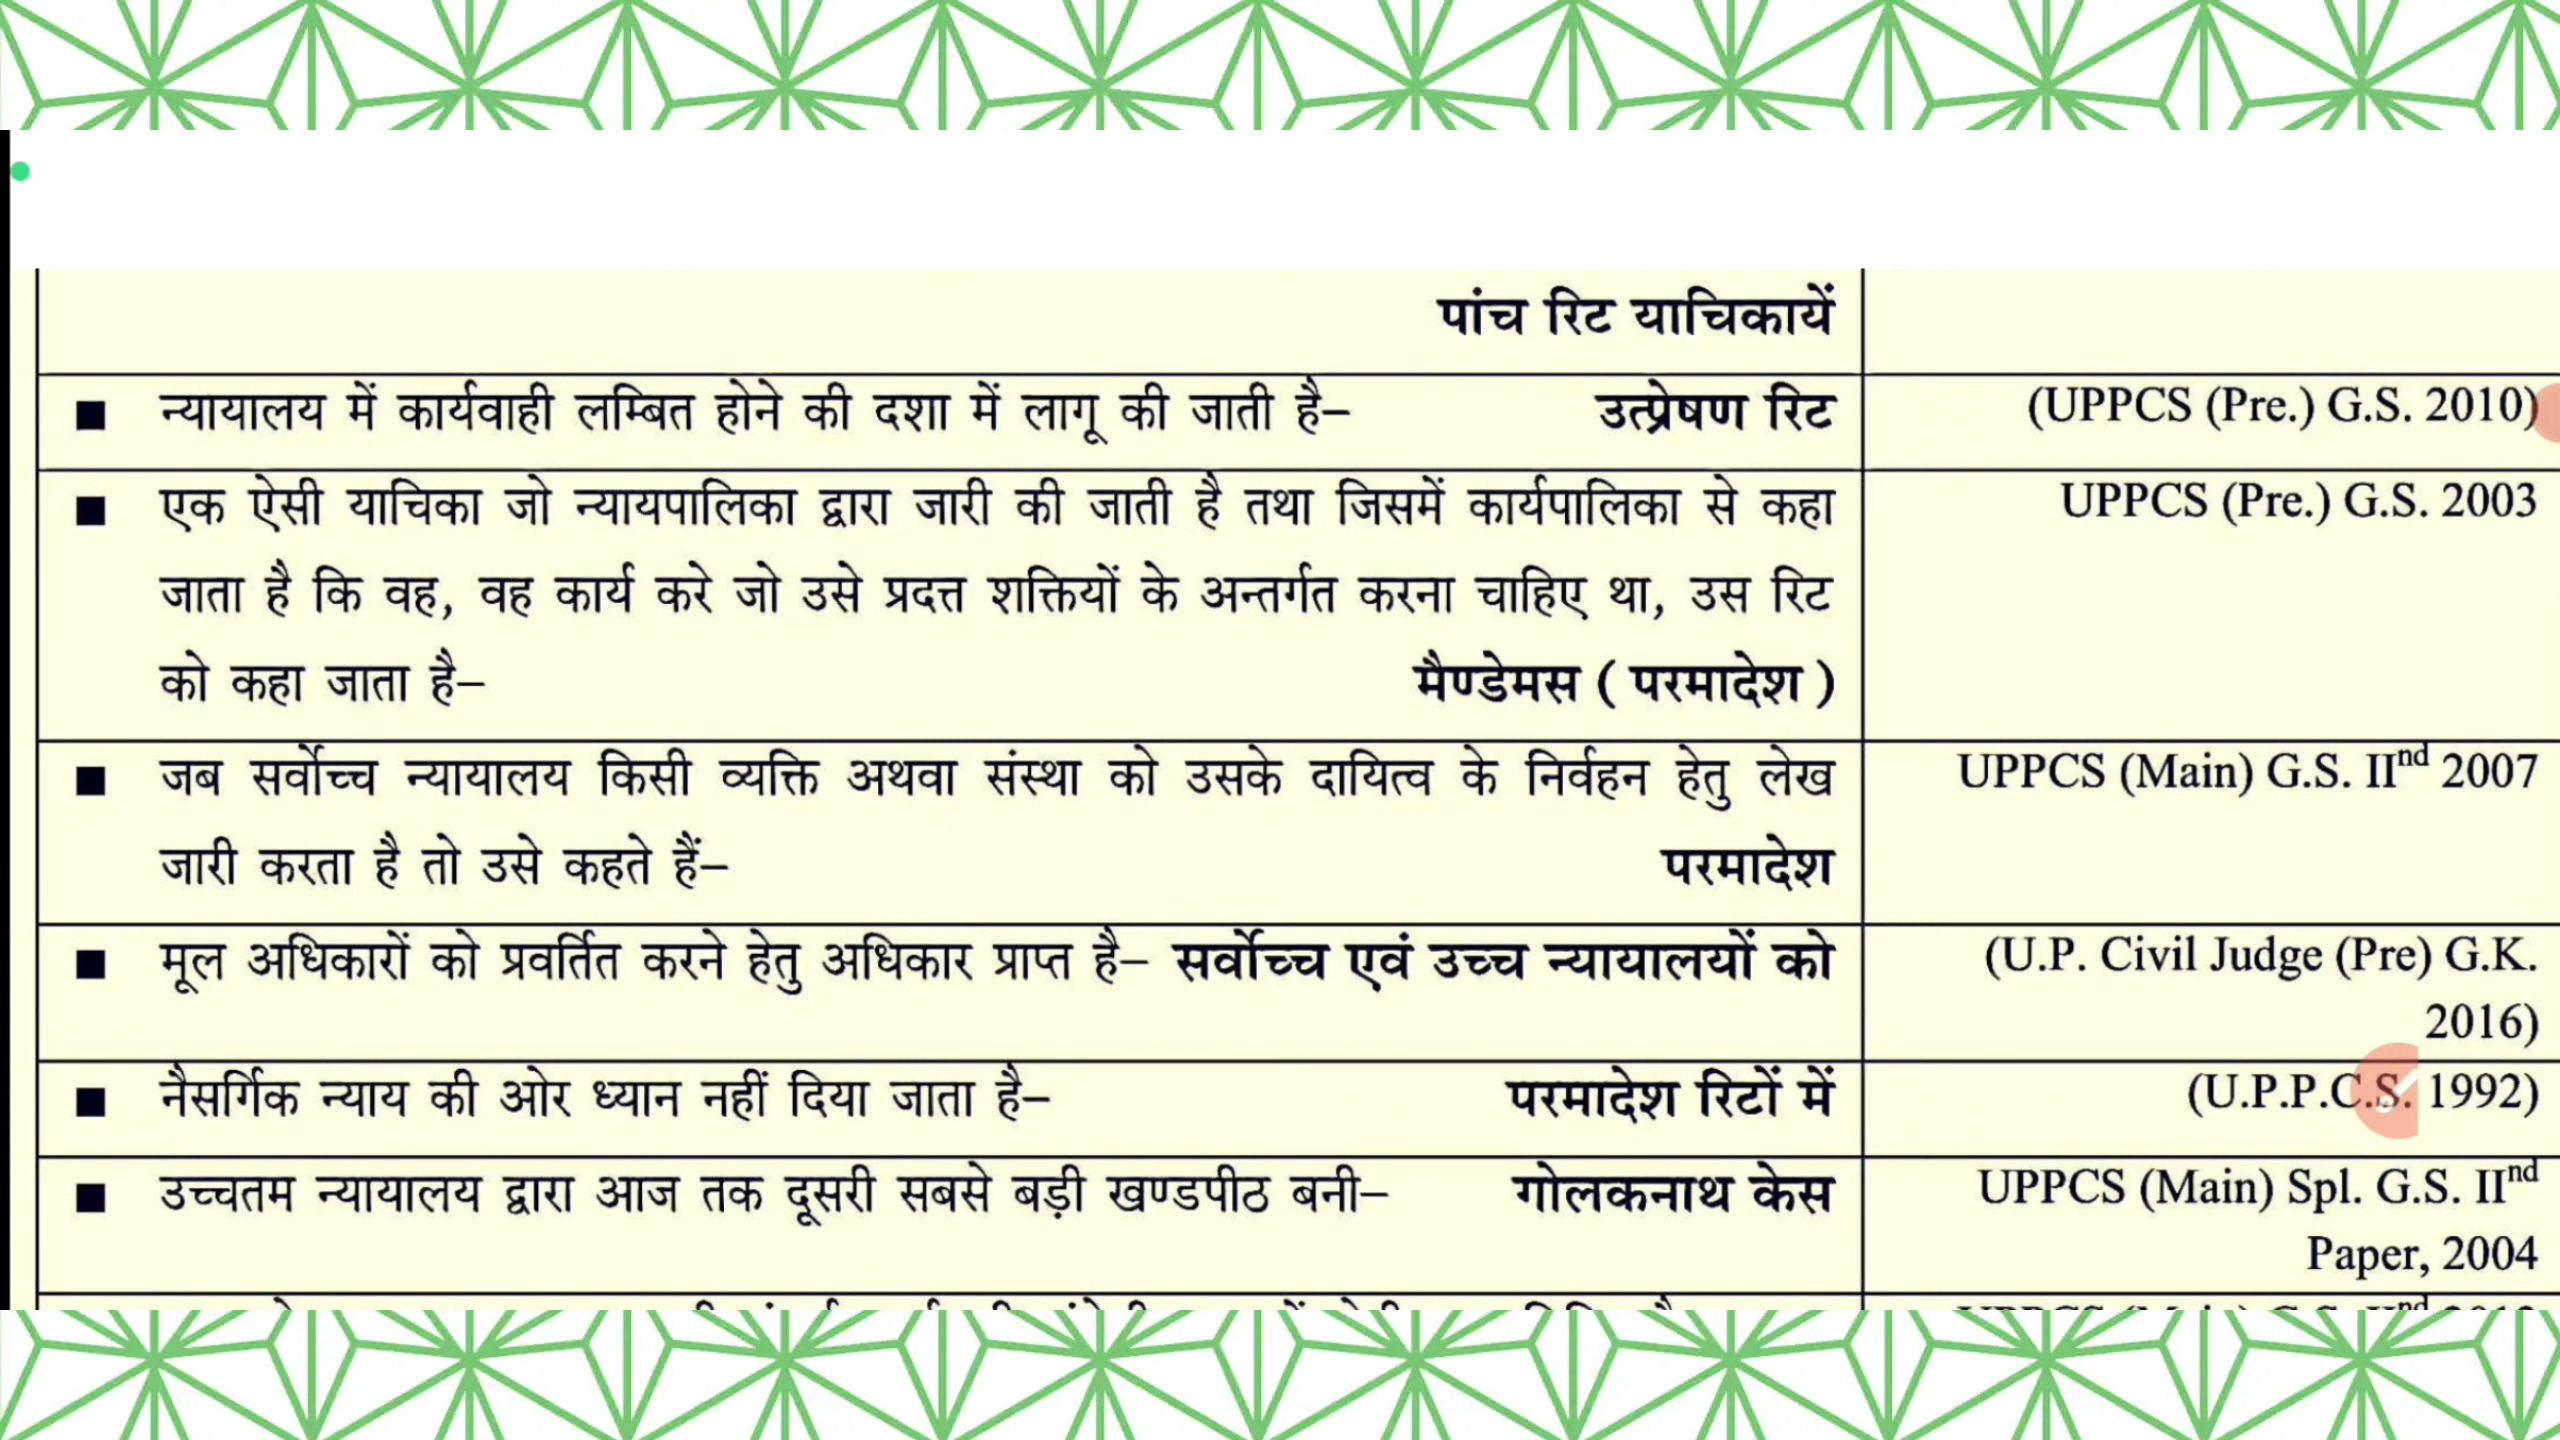 पांच रिट याचिकायें
■ न्यायालय में कार्यवाही लम्बित होने की दशा में लागू की जाती है– उत्प्रेषण रिट (UPPCS (Pre.) G.S. 2010)
■ एक ऐसी याचिका जो न्यायपालिका द्वारा जारी की जाती है तथा जिसमें कार्यपालिका से कहा UPPCS (Pre.) G.S. 2003
जाता है कि वह, वह कार्य करे जो उसे प्रदत्त शक्तियों के अन्तर्गत करना चाहिए था, उस रिट
को कहा जाता है– मैण्डेमस ( परमादेश )
■ जब सर्वोच्च न्यायालय किसी व्यक्ति अथवा संस्था को उसके दायित्व के निर्वहन हेतु लेख UPPCS (Main) G.S. IInd 2007
जारी करता है तो उसे कहते हैं– परमादेश
■ मूल अधिकारों को प्रवर्तित करने हेतु अधिकार प्राप्त है– सर्वोच्च एवं उच्च न्यायालयों को (U.P. Civil Judge (Pre) G.K.
2016)
■ नैसर्गिक न्याय की ओर ध्यान नहीं दिया जाता है– परमादेश रिटों में (U.P.P.C.S. 1992)
■ उच्चतम न्यायालय द्वारा आज तक दूसरी सबसे बड़ी खण्डपीठ बनी– गोलकनाथ केस UPPCS (Main) Spl. G.S. IInd
Paper, 2004